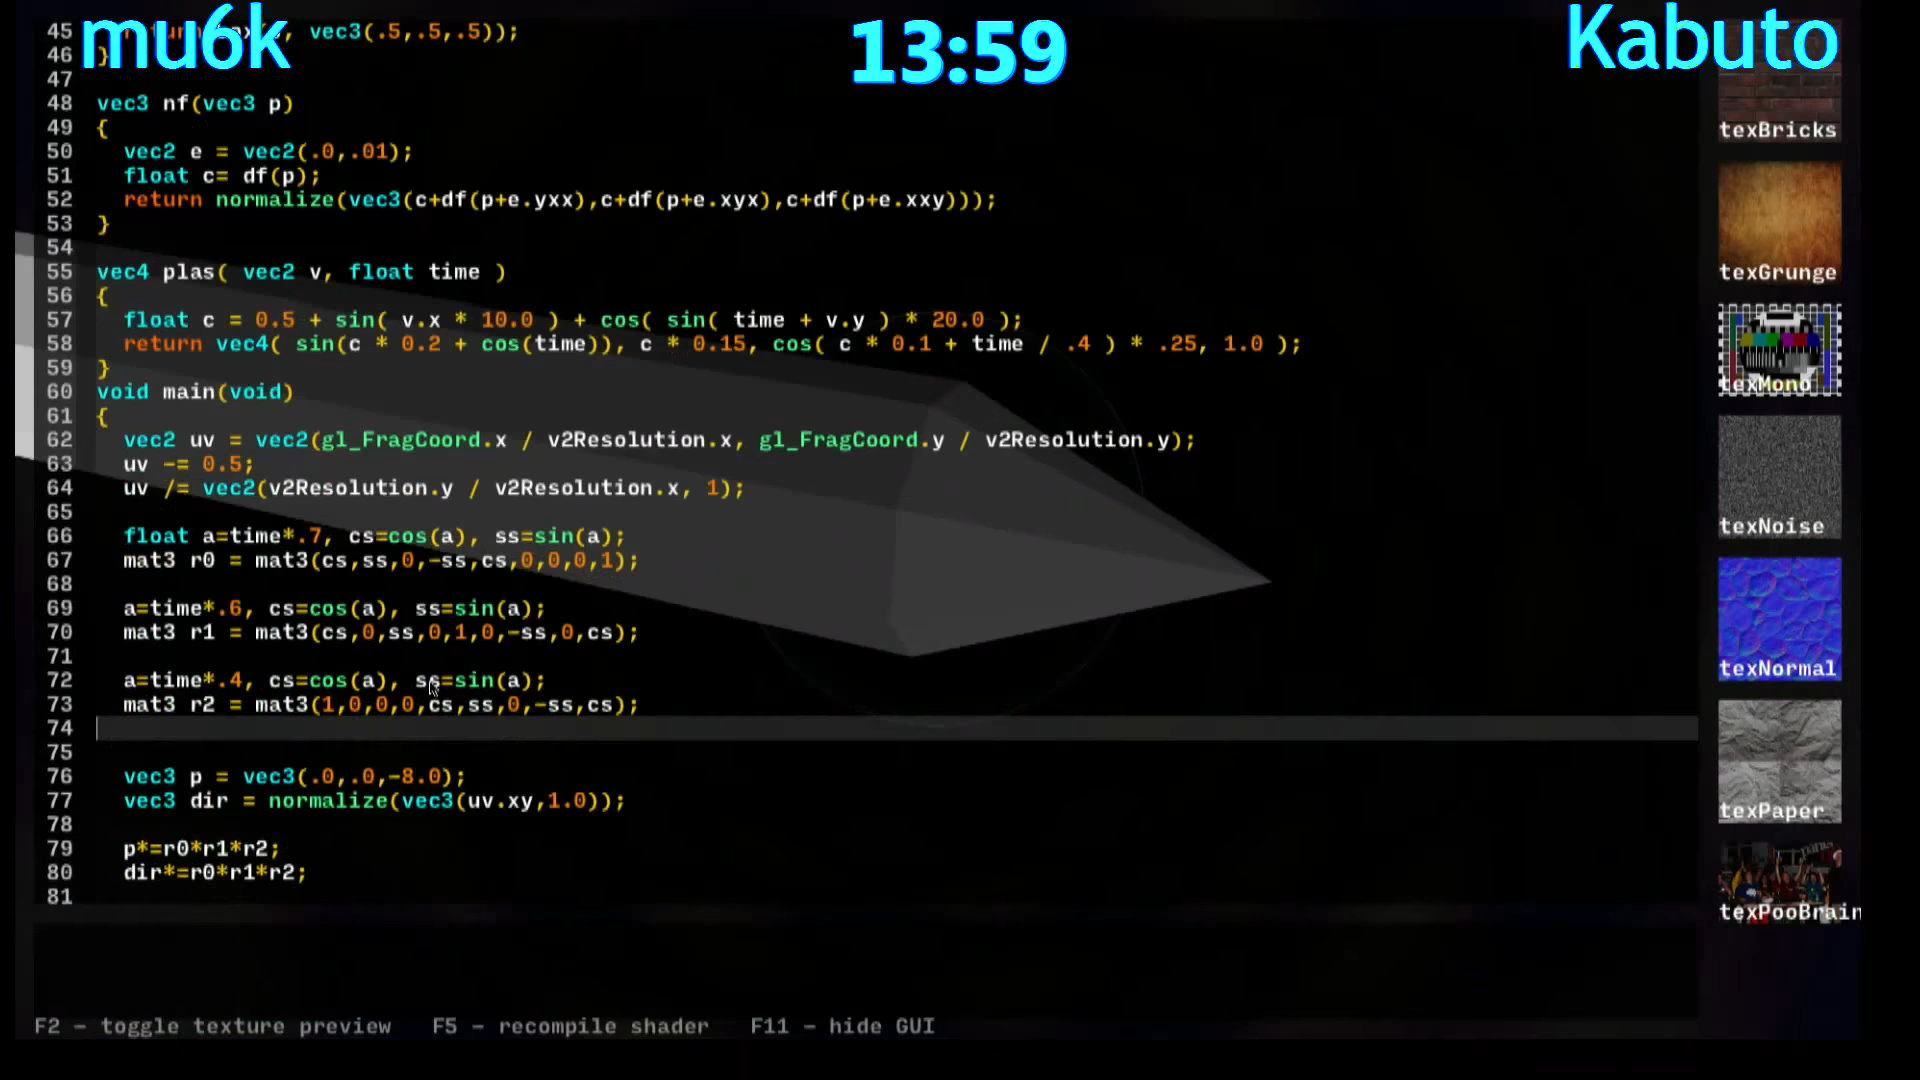 mu6k
13:59
Kabuto
45 vec3(.5,.5,.5));
46 }
47
48 vec3 nf(vec3 p)
49 {
50 vec2 e = vec2(.0,.01);
51 float c= df(p);
52 return normalize(vec3(c+df(p+e.yxx),c+df(p+e.xyx),c+df(p+e.xxy)));
53 }
54
55 vec4 plas( vec2 v, float time )
56 {
57 float c = 0.5 + sin( v.x * 10.0 ) + cos( sin( time + v.y ) * 20.0 );
58 return vec4( sin(c * 0.2 + cos(time)), c * 0.15, cos( c * 0.1 + time / .4 ) * .25, 1.0 );
59 }
60 void main(void)
61 {
62 vec2 uv = vec2(gl_FragCoord.x / v2Resolution.x, gl_FragCoord.y / v2Resolution.y);
63 uv -= 0.5;
64 uv /= vec2(v2Resolution.y / v2Resolution.x, 1);
65
66 float a=time*.7, cs=cos(a), ss=sin(a);
67 mat3 r0 = mat3(cs,ss,0,-ss,cs,0,0,0,1);
68
69 a=time*.6, cs=cos(a), ss=sin(a);
70 mat3 r1 = mat3(cs,0,ss,0,1,0,-ss,0,cs);
71
72 a=time*.4, cs=cos(a), ss=sin(a);
73 mat3 r2 = mat3(1,0,0,0,cs,ss,0,-ss,cs);
74
75
76 vec3 p = vec3(.0,.0,-8.0);
77 vec3 dir = normalize(vec3(uv.xy,1.0));
78
79 p*=r0*r1*r2;
80 dir*=r0*r1*r2;
81
texBricks
texGrunge
texMono
texNoise
texNormal
texPaper
texPooBrain
F2 - toggle texture preview F5 - recompile shader F11 - hide GUI